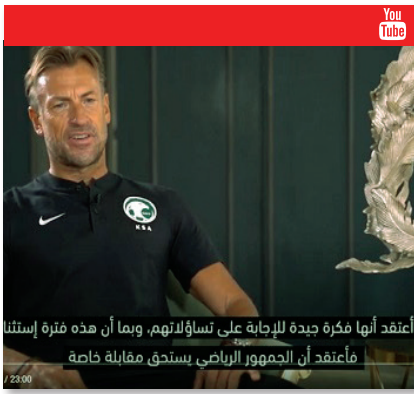 You
Tube
KSA
أعتقد أنها فكرة جيدة للإجابة على تساؤلاتهم، وبما أن هذه فترة إستثنا
فأعتقد أن الجمهور الرياضي يستحق مقابلة خاصة
/ 23:00